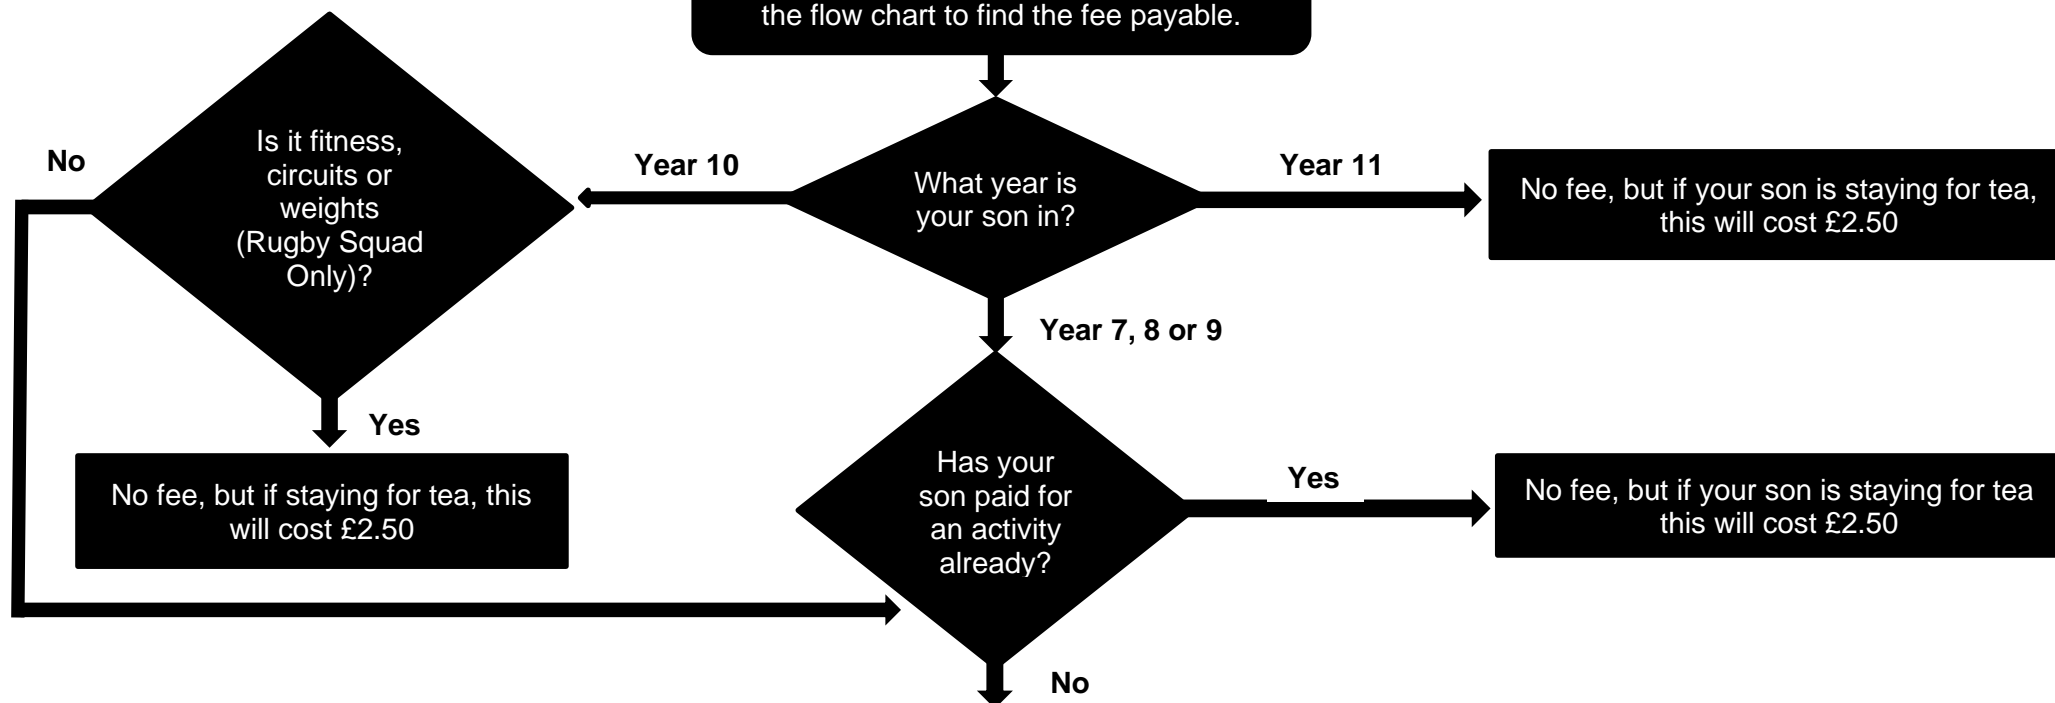 the flow chart to find the fee payable.
Is it fitness,
circuits or
weights
(Rugby Squad
Only)?
No
Year 10
What year is
your son in?
Year 11
No fee, but if your son is staying for tea,
this will cost £2.50
Year 7, 8 or 9
Yes
No fee, but if staying for tea, this
will cost £2.50
Has your
son paid for
an activity
already?
Yes
No fee, but if your son is staying for tea
this will cost £2.50
No